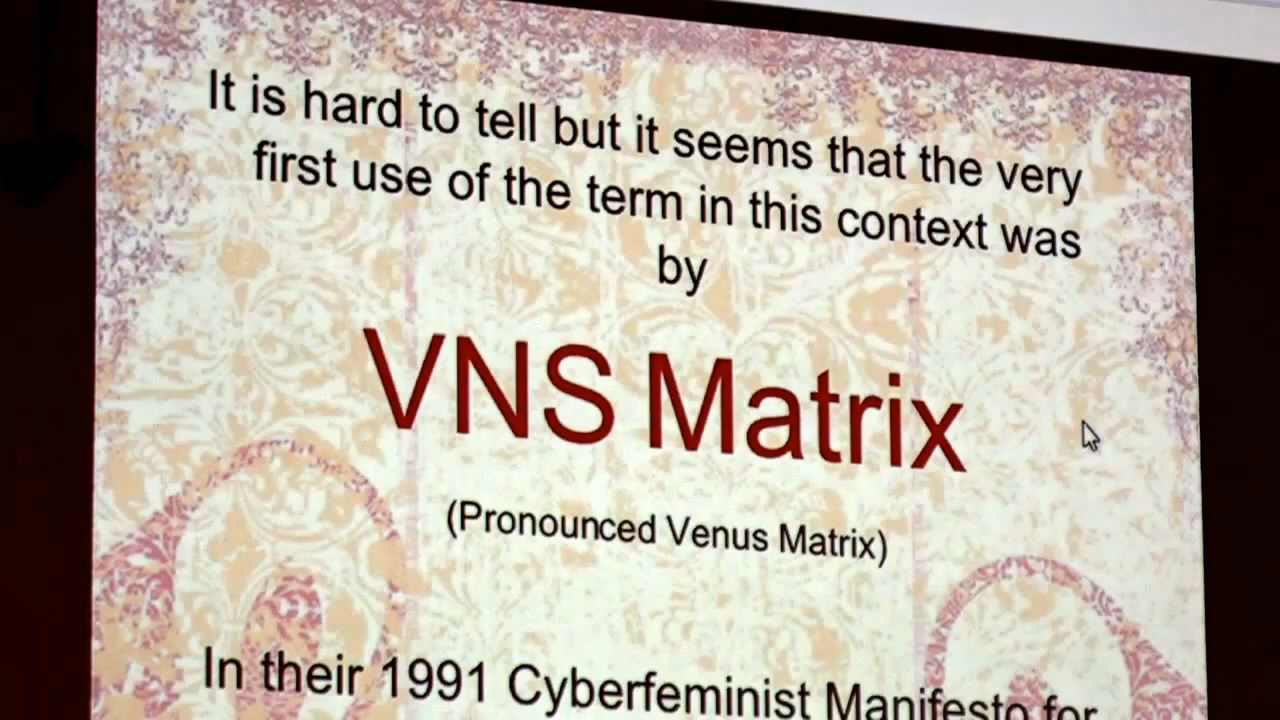 It is hard to tell but it seems that the very
first use of the term in this context was
by
VNS Matrix
(Pronounced Venus Matrix)
In their 1991 Cyberfeminist Manifesto for